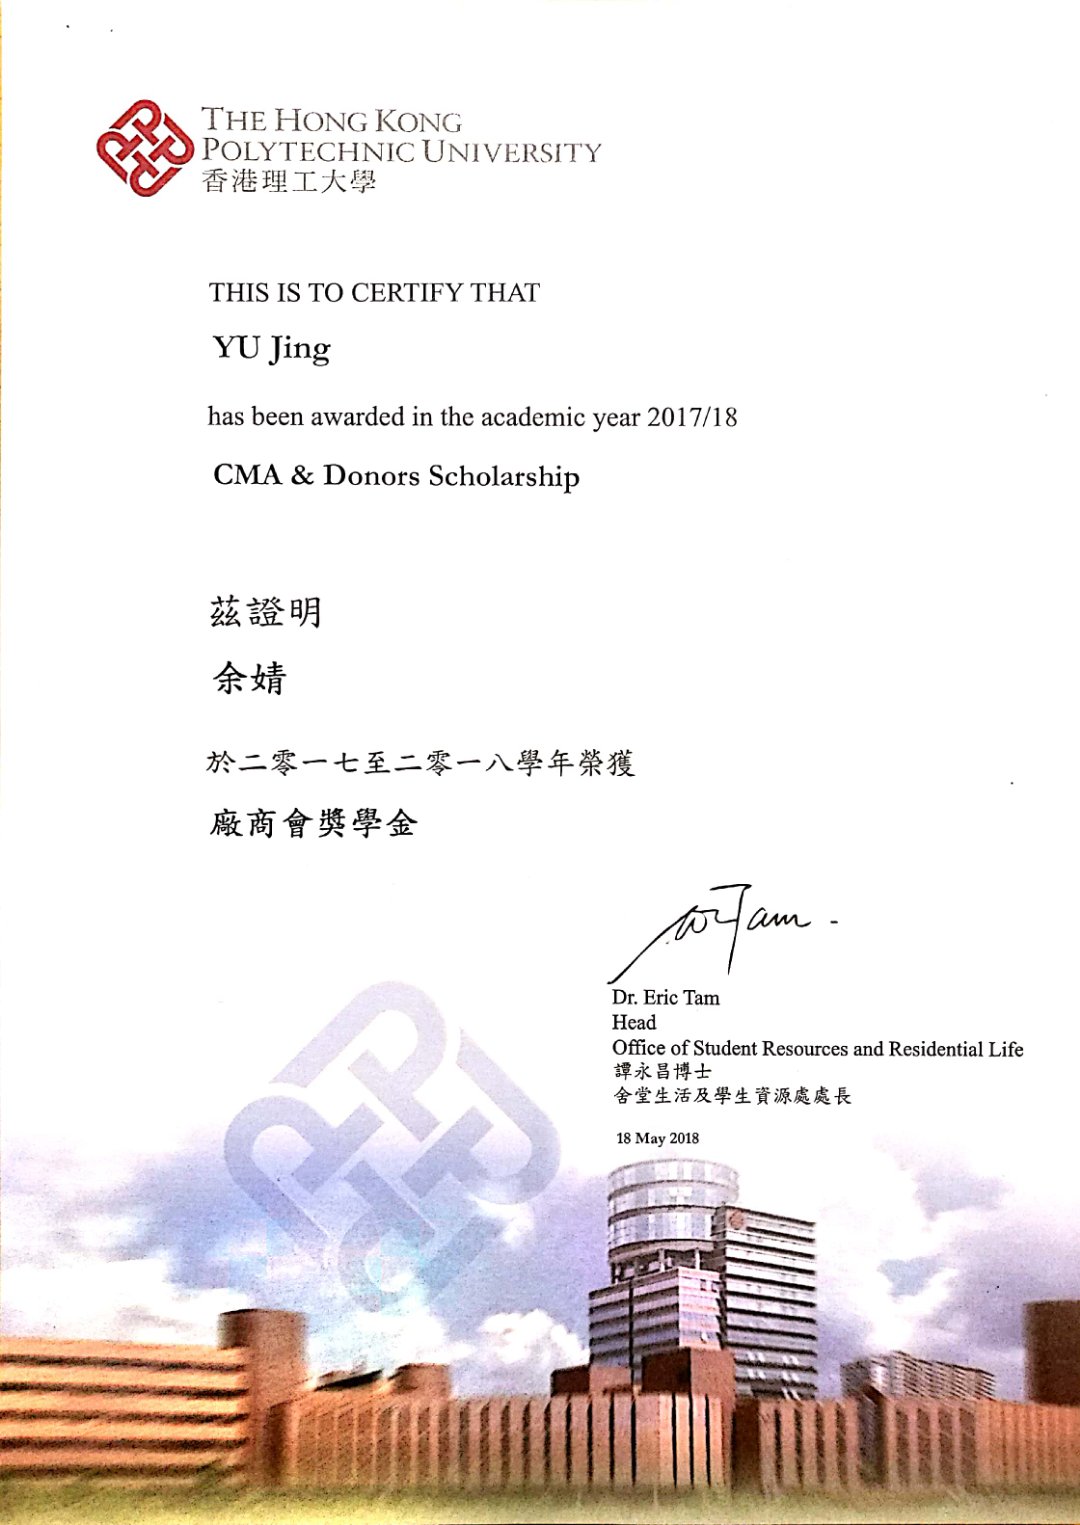 THE HONG KONG
POLYTECHNIC UNIVERSITY
香港理工大學
THIS IS TO CERTIFY THAT
YU Jing
has been awarded in the academic year 2017/18
CMA & Donors Scholarship
茲證明
余婧
於二零一七至二零一八學年榮獲
廠商會獎學金
Dr. Eric Tam
Head
Office of Student Resources and Residential Life
譚永昌博士
舍堂生活及學生資源處處長
18 May 2018